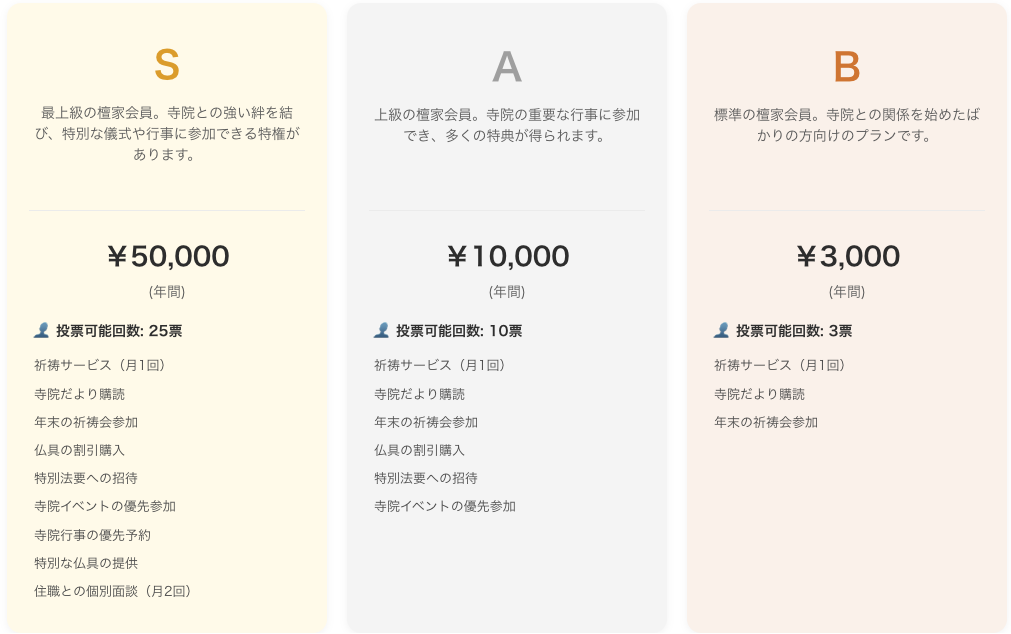 S
最上級の檀家会員。寺院との強い絆を結
び、特別な儀式や行事に参加できる特権が
あります。
¥50,000
(年間)
投票可能回数: 25票
祈祷サービス（月1回）
寺院だより購読
年末の祈祷会参加
仏具の割引購入
特別法要への招待
寺院イベントの優先参加
寺院行事の優先予約
特別な仏具の提供
住職との個別面談（月2回）
A
上級の檀家会員。寺院の重要な行事に参加
でき、多くの特典が得られます。
¥10,000
(年間)
投票可能回数: 10票
祈祷サービス（月1回）
寺院だより購読
年末の祈祷会参加
仏具の割引購入
特別法要への招待
寺院イベントの優先参加
B
標準の檀家会員。寺院との関係を始めたば
かりの方向けのプランです。
¥3,000
(年間)
投票可能回数: 3票
祈祷サービス（月1回）
寺院だより購読
年末の祈祷会参加